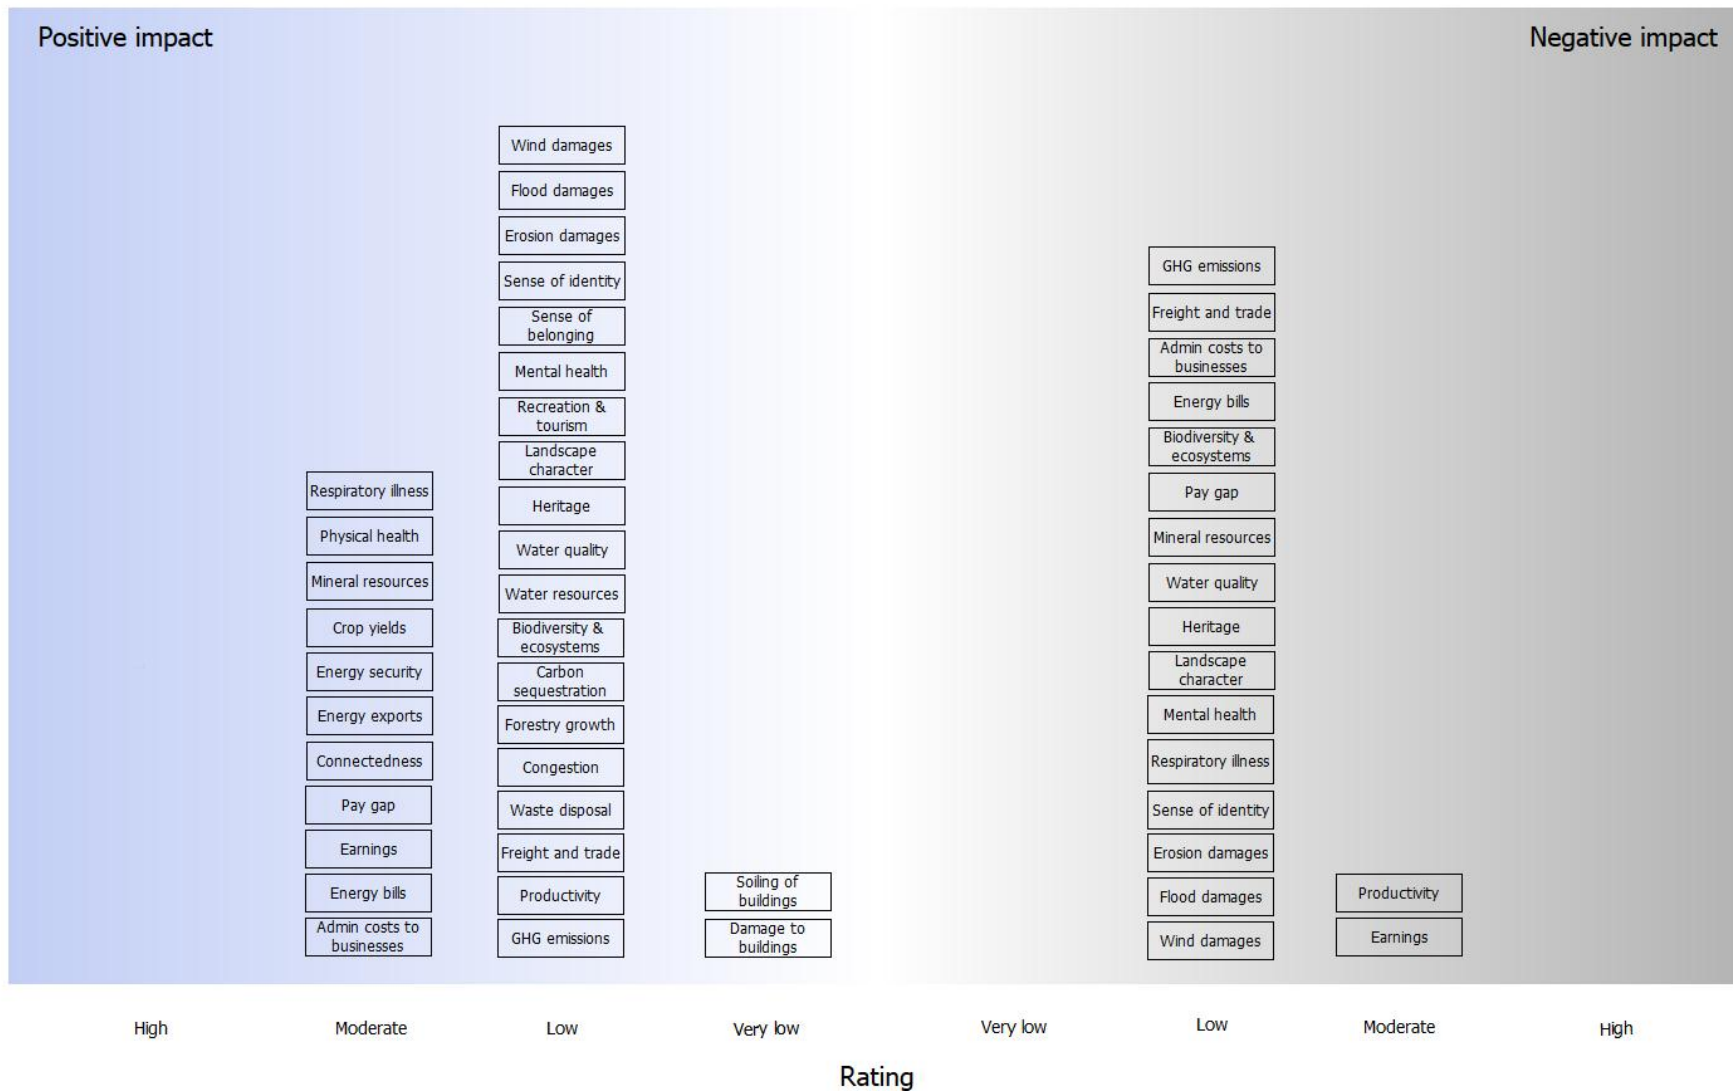 Positive impact
Negative impact
Respiratory illness
Physical health
Mineral resources
Crop yields
Energy security
Energy exports
Connectedness
Pay gap
Earnings
Energy bills
Admin costs to
businesses
Wind damages
Flood damages
Erosion damages
Sense of identity
Sense of
belonging
Mental health
Recreation &
tourism
Landscape
character
Heritage
Water quality
Water resources
Biodiversity &
ecosystems
Carbon
sequestration
Forestry growth
Congestion
Waste disposal
Freight and trade
Productivity
GHG emissions
Soiling of
buildings
Damage to
buildings
GHG emissions
Freight and trade
Admin costs to
businesses
Energy bills
Biodiversity &
ecosystems
Pay gap
Mineral resources
Water quality
Heritage
Landscape
character
Mental health
Respiratory illness
Sense of identity
Erosion damages
Flood damages
Wind damages
Productivity
Earnings
High
Moderate
Low
Very low
Very low
Low
Moderate
High
Rating